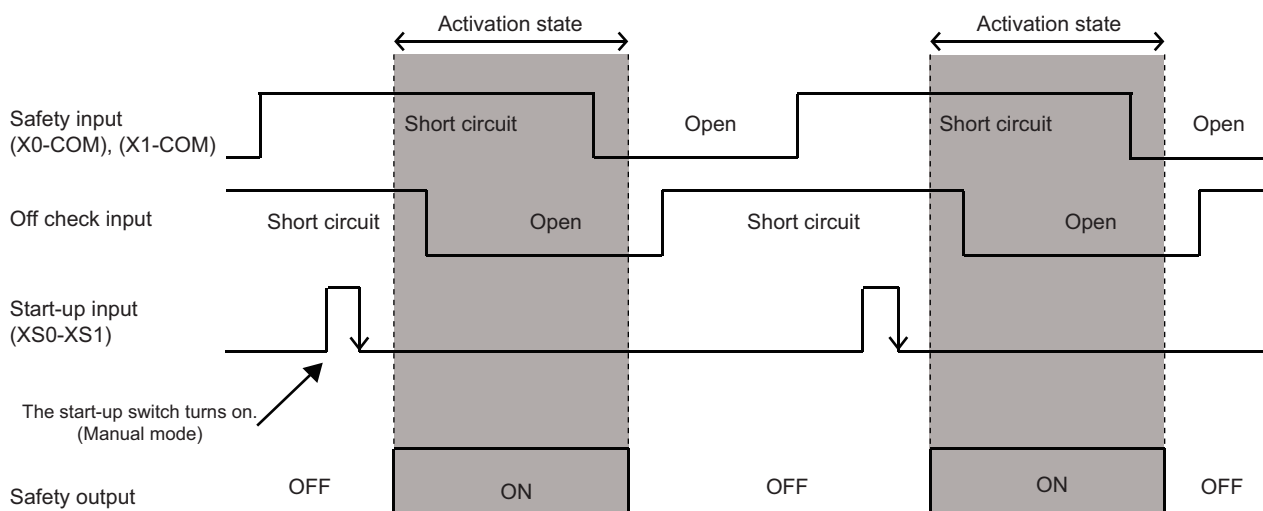 Activation state
Activation state
Safety input
(X0-COM), (X1-COM)
Short circuit
Open
Short circuit
Open
Off check input
Short circuit
Open
Short circuit
Open
Start-up input
(XS0-XS1)
The start-up switch turns on.
(Manual mode)
Safety output
OFF
ON
OFF
ON
OFF